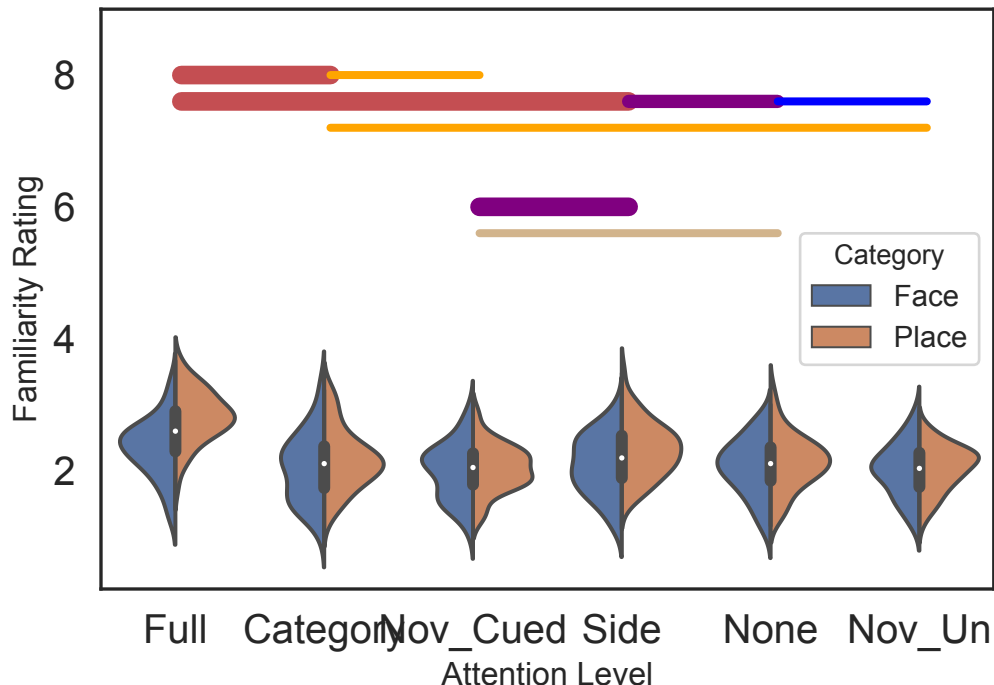 8
6
4
2
Familiarity Rating
Category
Face
Place
Full
Category
Nov_Cued
Side
None
Nov_Un
Attention Level